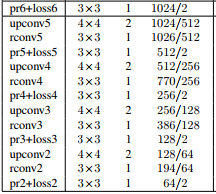 pr6+loss6 3×3 1 1024/2
upconv5 4×4 2 1024/512
rconv5 3×3 1 1026/512
pr5+loss5 3×3 1 512/2
upconv4 4×4 2 512/256
rconv4 3×3 1 770/256
pr4+loss4 3×3 1 256/2
upconv3 4×4 2 256/128
rconv3 3×3 1 386/128
pr3+loss3 3×3 1 128/2
upconv2 4×4 2 128/64
rconv2 3×3 1 194/64
pr2+loss2 3×3 1 64/2